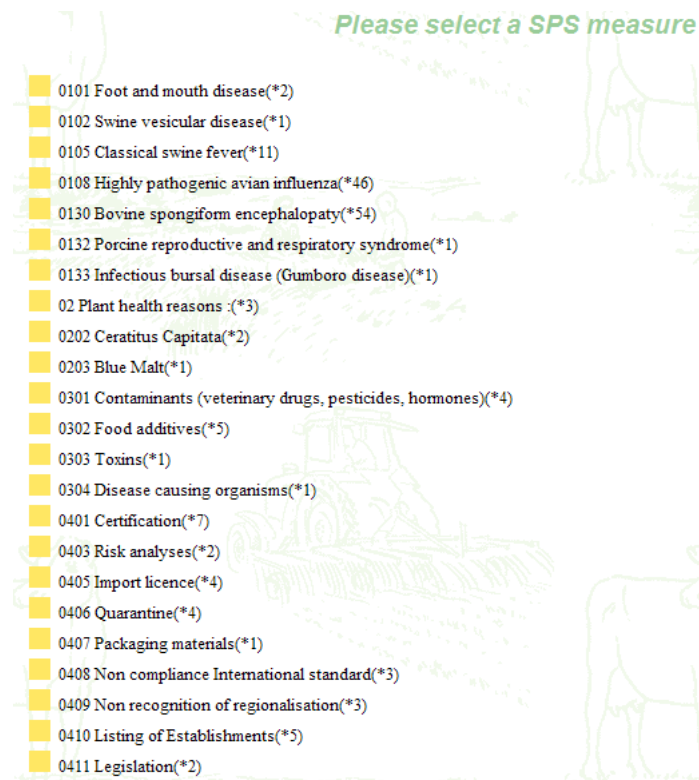 Please select a SPS measure
0101 Foot and mouth disease(*2)
0102 Swine vesicular disease(*1)
0105 Classical swine fever(*11)
0108 Highly pathogenic avian influenza(*46)
0130 Bovine spongiform encephalopaty(*54)
0132 Porcine reproductive and respiratory syndrome(*1)
0133 Infectious bursal disease (Gumboro disease)(*1)
02 Plant health reasons :(*3)
0202 Ceratitus Capitata(*2)
0203 Blue Malt(*1)
0301 Contaminants (veterinary drugs, pesticides, hormones)(*4)
0302 Food additives(*5)
0303 Toxins(*1)
0304 Disease causing organisms(*1)
0401 Certification(*7)
0403 Risk analyses(*2)
0405 Import licence(*4)
0406 Quarantine(*4)
0407 Packaging materials(*1)
0408 Non compliance International standard(*3)
0409 Non recognition of regionalisation(*3)
0410 Listing of Establishments(*5)
0411 Legislation(*2)